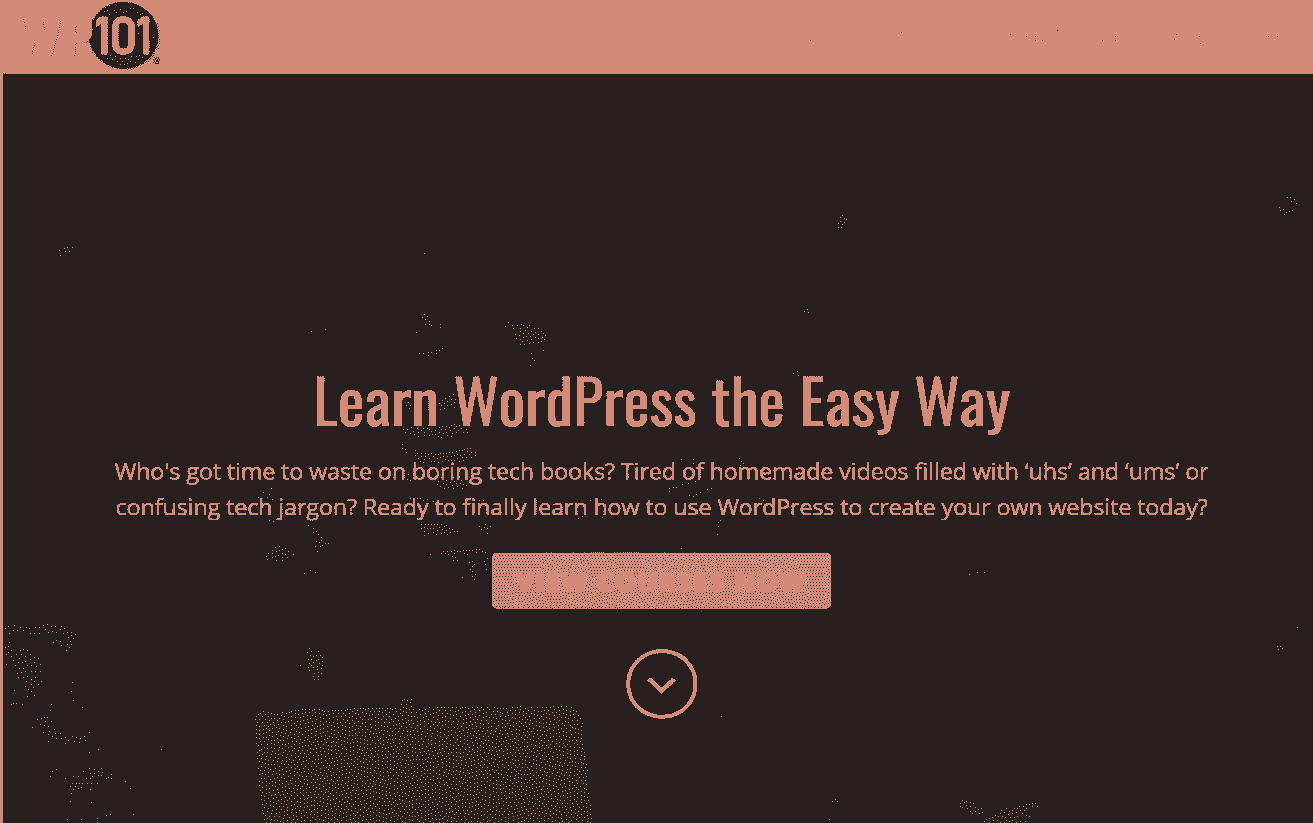 WP101®
Learn WordPress the Easy Way
Who's got time to waste on boring tech books? Tired of homemade videos filled with ‘uhs’ and ‘ums’ or
confusing tech jargon? Ready to finally learn how to use WordPress to create your own website today?
VIEW COURSES NOW